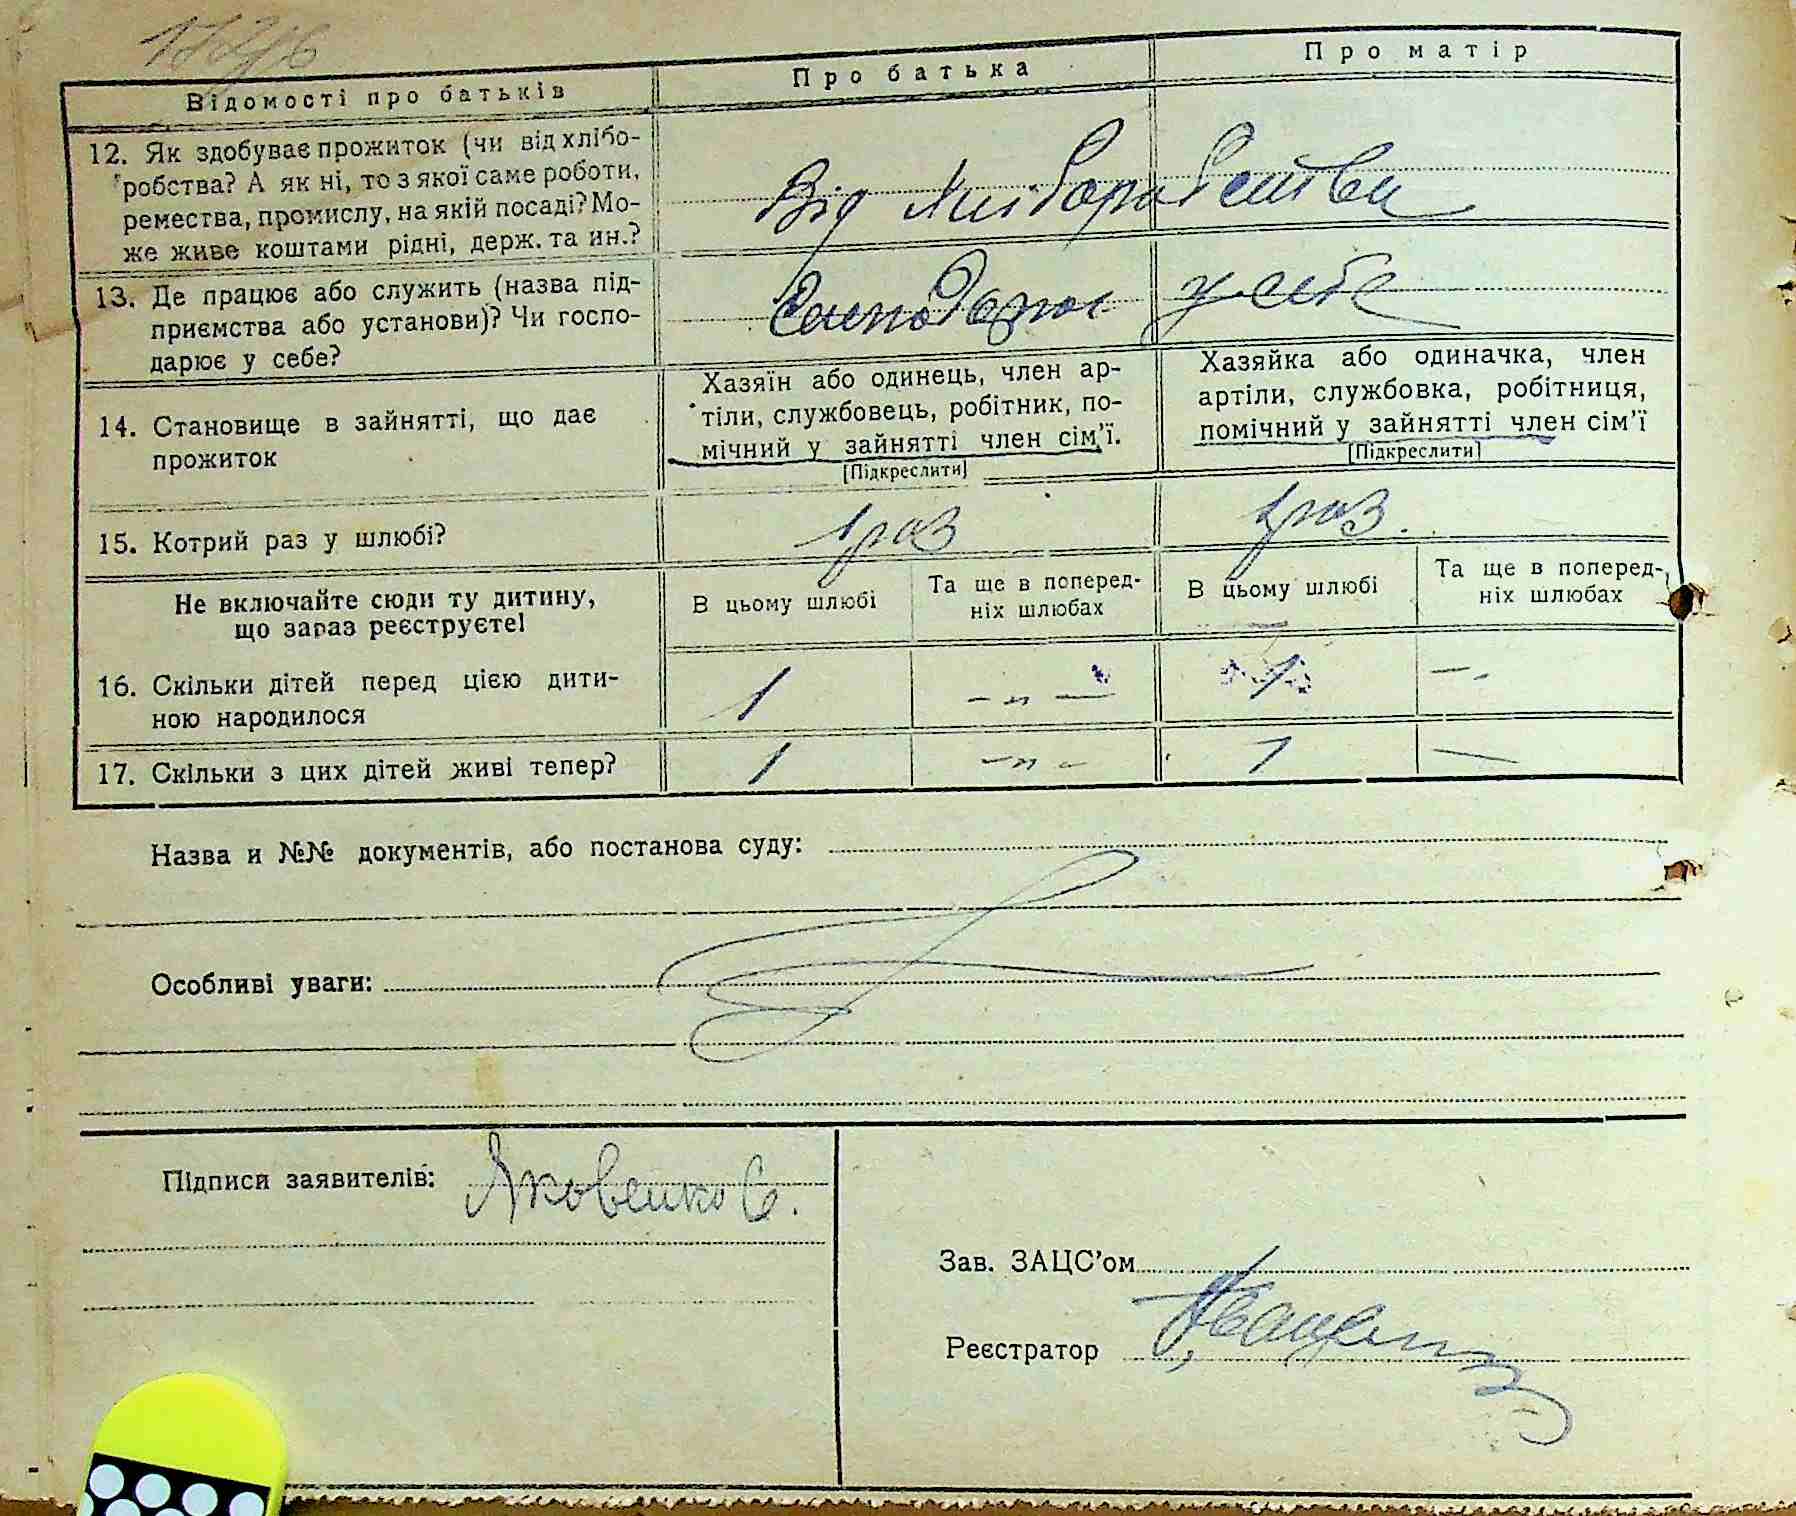 Відомості про батьків
Про батька
Про матір
12. Як здобуває прожиток (чи від хлібо-
робства? А як ні, то з якої саме роботи,
ремества, промислу, на якій посаді? Мо-
же живе коштами рідні, держ. та ин.?
Від хліборобства
13. Де працює або служить (назва під-
приємства або установи)? Чи госпо-
дарює у себе?
у себе
14. Становище в зайнятті, що дає
прожиток
Хазяїн або одинець, член ар-
тіли, службовець, робітник, по-
мічний у зайнятті член сім'ї.
[Підкреслити]
Хазяйка або одиначка, член
артіли, службовка, робітниця,
помічний у зайнятті член сім'ї
[Підкреслити]
15. Котрий раз у шлюбі?
1 раз
1 раз.
Не включайте сюди ту дитину,
що зараз реєструєте!
В цьому шлюбі
Та ще в поперед-
ніх шлюбах
В цьому шлюбі
Та ще в поперед-
ніх шлюбах
16. Скільки дітей перед цією дити-
ною народилося
1 – „ – 1 –
17. Скільки з цих дітей живі тепер?
1 – „ – 1 –
Назва и №№ документів, або постанова суду:
Особливі уваги:
Підписи заявителів: Яковенко С.
Зав. ЗАЦС'ом
Реєстратор